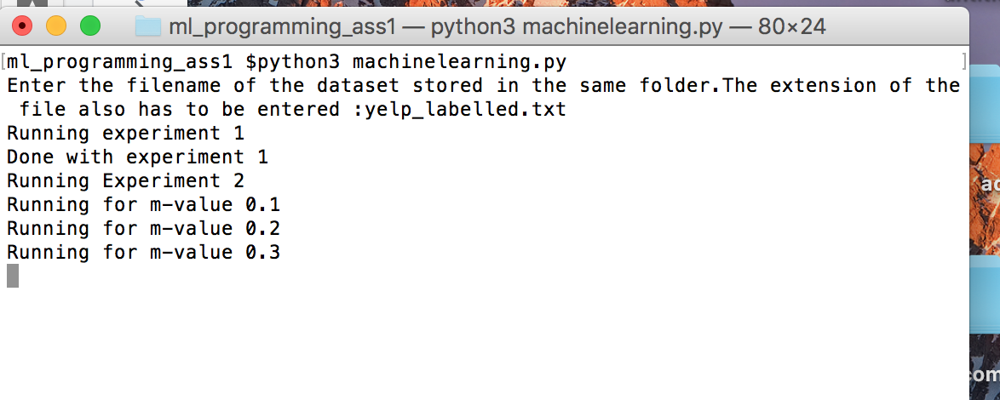 ml_programming_ass1 — python3 machinelearning.py — 80×24
[ml_programming_ass1 $python3 machinelearning.py ]
Enter the filename of the dataset stored in the same folder.The extension of the
 file also has to be entered :yelp_labelled.txt
Running experiment 1
Done with experiment 1
Running Experiment 2
Running for m-value 0.1
Running for m-value 0.2
Running for m-value 0.3